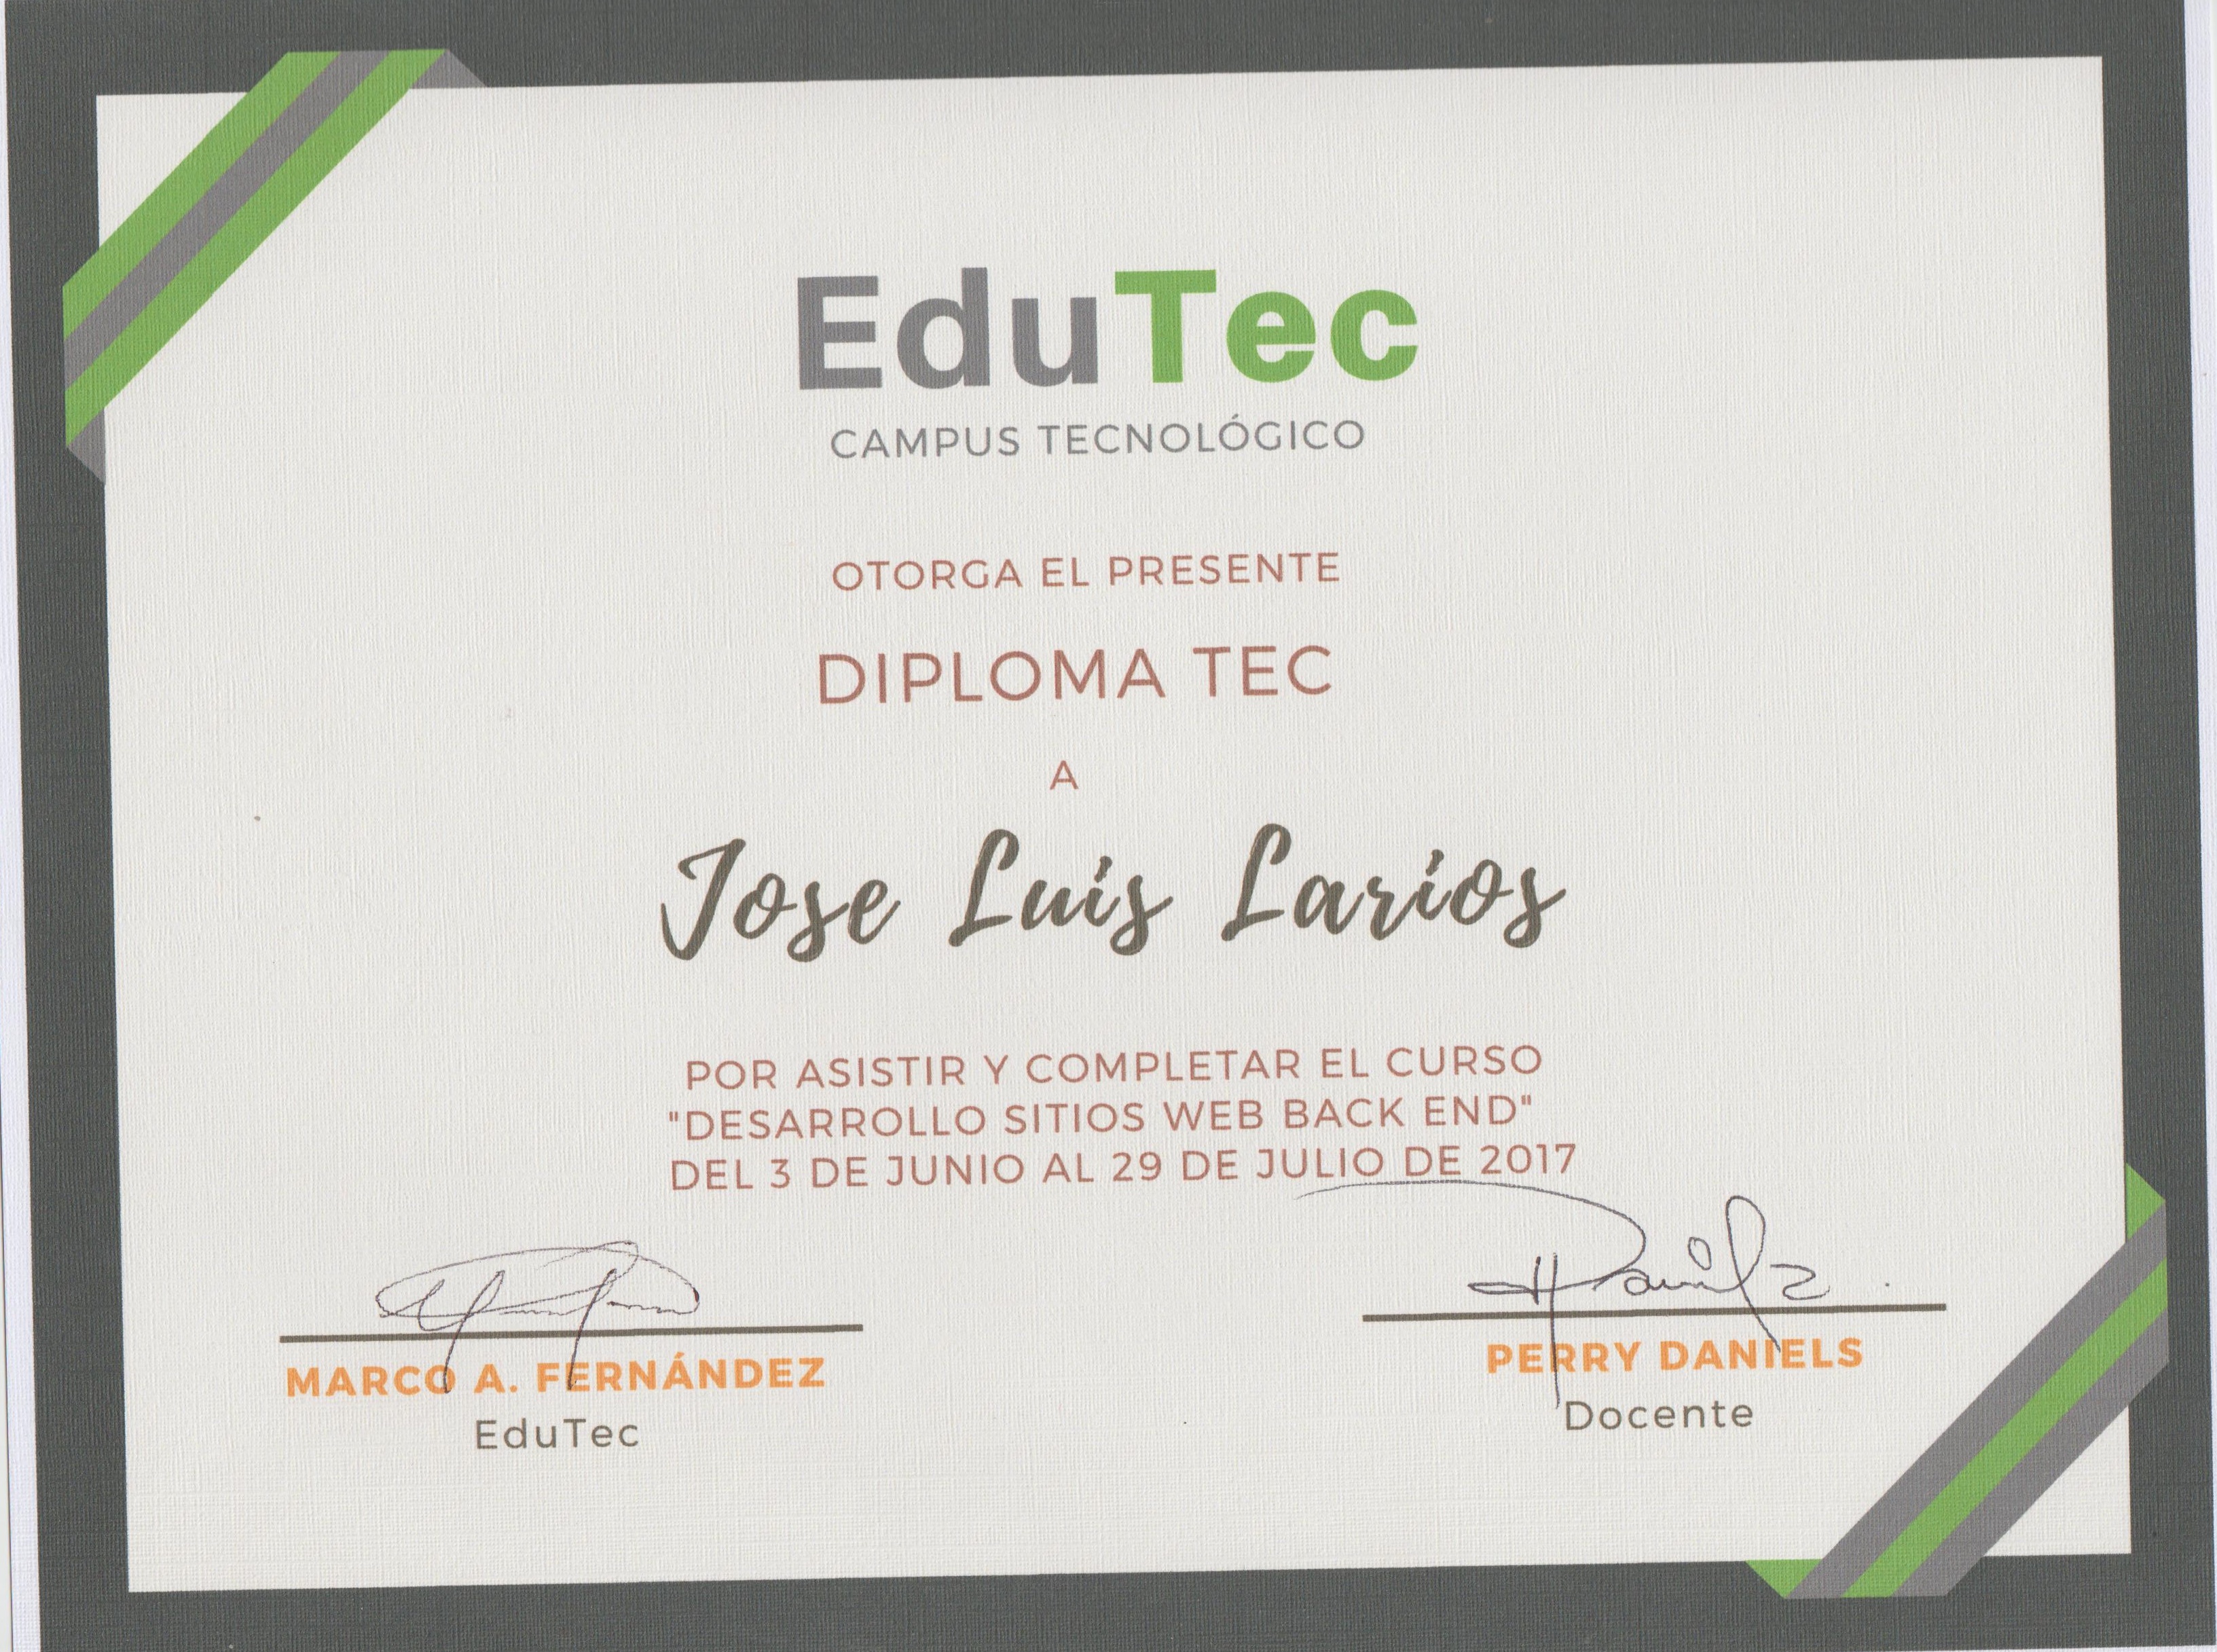 EduTec
CAMPUS TECNOLÓGICO
OTORGA EL PRESENTE
DIPLOMA TEC
A
Jose Luis Larios
POR ASISTIR Y COMPLETAR EL CURSO
"DESARROLLO SITIOS WEB BACK END"
DEL 3 DE JUNIO AL 29 DE JULIO DE 2017
MARCO A. FERNÁNDEZ
EduTec
PERRY DANIELS
Docente